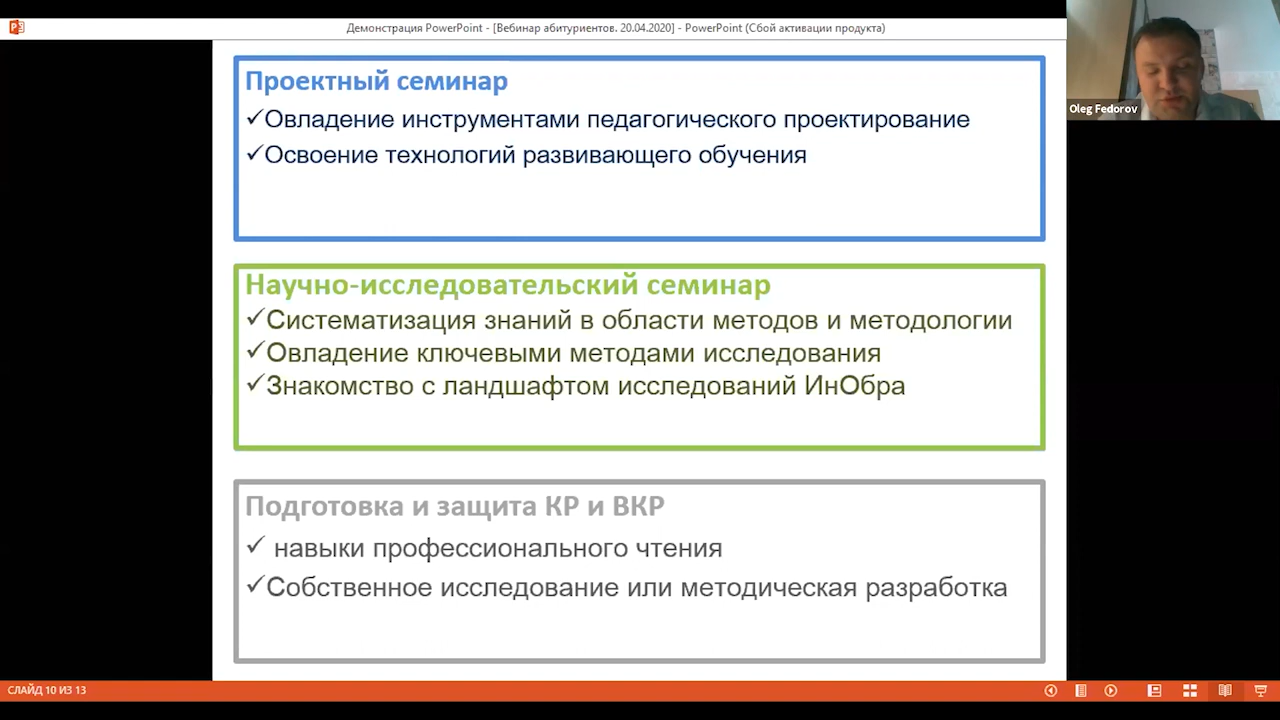 Демонстрация PowerPoint - [Вебинар абитуриентов. 20.04.2020] - PowerPoint (Сбой активации продукта)
Проектный семинар
✓Овладение инструментами педагогического проектирование
✓Освоение технологий развивающего обучения
Oleg Fedorov
Научно-исследовательский семинар
✓Систематизация знаний в области методов и методологии
✓Овладение ключевыми методами исследования
✓Знакомство с ландшафтом исследований ИнОбра
Подготовка и защита КР и ВКР
✓ навыки профессионального чтения
✓Собственное исследование или методическая разработка
СЛАЙД 10 ИЗ 13